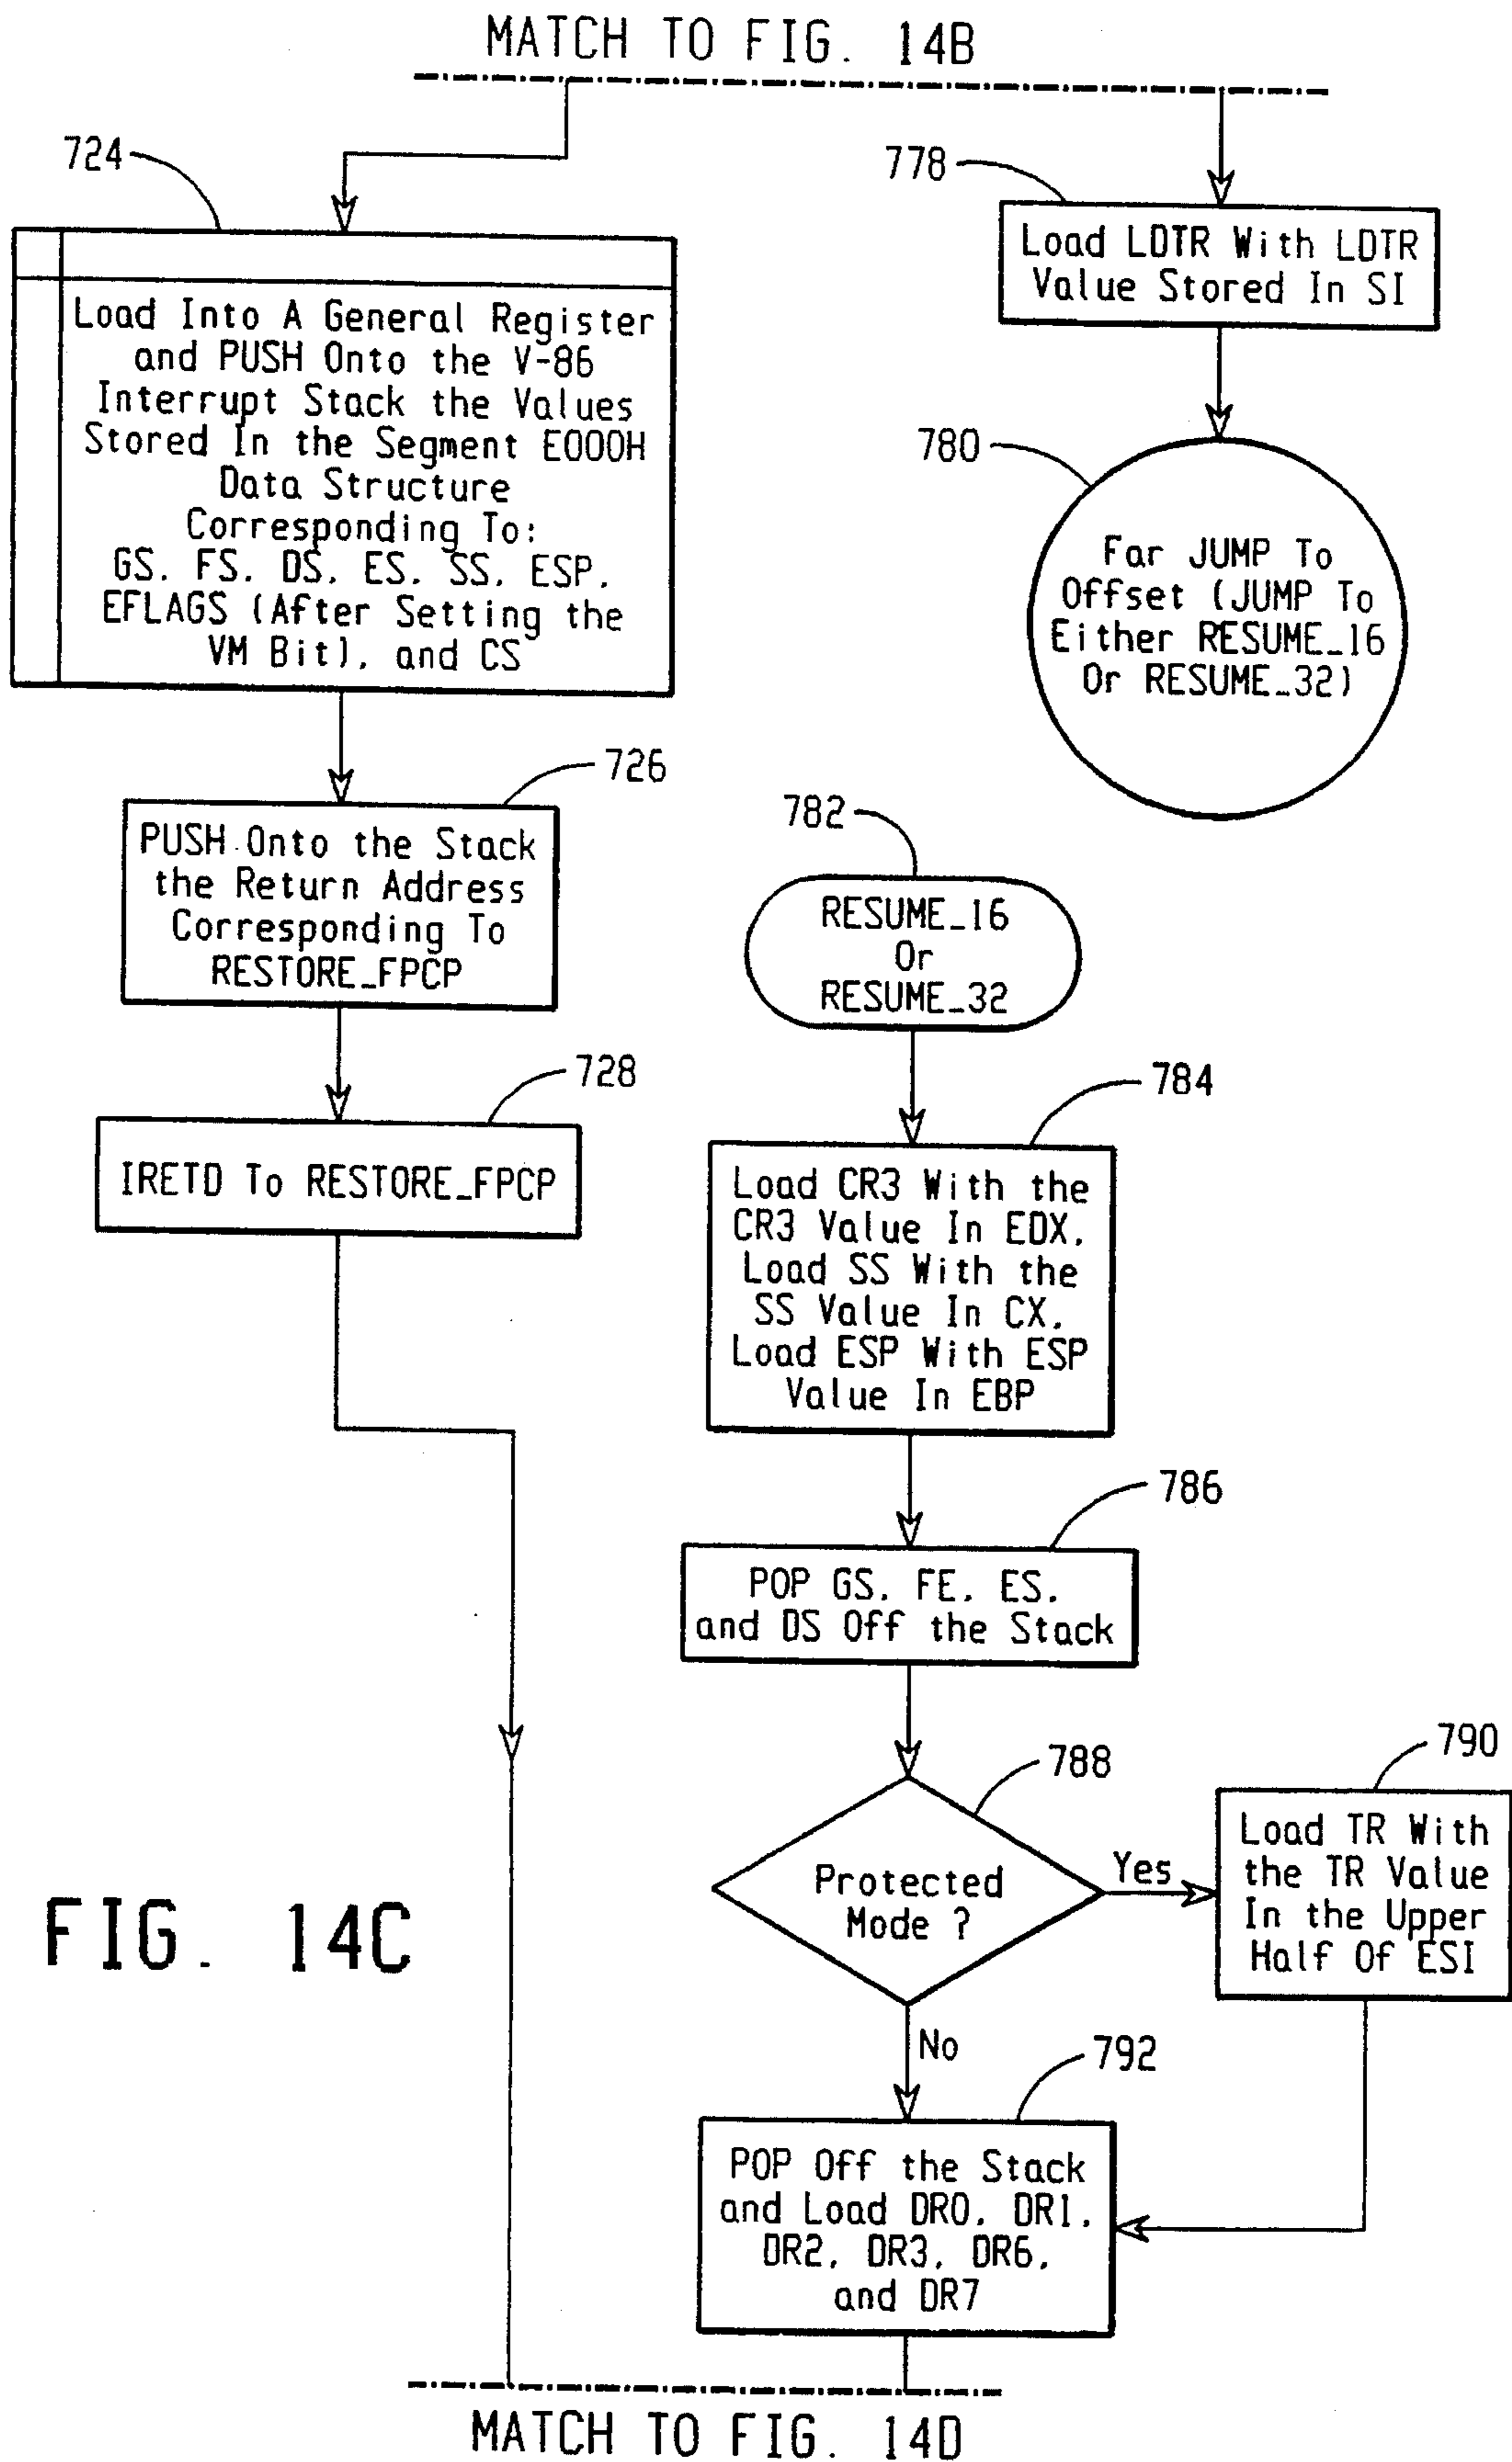 MATCH TO FIG. 14B
724
Load Into A General Register
and PUSH Onto the V-86
Interrupt Stack the Values
Stored In the Segment E000H
Data Structure
Corresponding To:
GS, FS, DS, ES, SS, ESP,
EFLAGS (After Setting the
VM Bit), and CS
726
PUSH Onto the Stack
the Return Address
Corresponding To
RESTORE_FPCP
728
IRETD To RESTORE_FPCP
778
Load LDTR With LDTR
Value Stored In SI
780
Far JUMP To
Offset (JUMP To
Either RESUME_16
Or RESUME_32)
782
RESUME_16
Or
RESUME_32
784
Load CR3 With the
CR3 Value In EDX,
Load SS With the
SS Value In CX,
Load ESP With ESP
Value In EBP
786
POP GS, FE, ES,
and DS Off the Stack
788
Protected
Mode ?
Yes
790
Load TR With
the TR Value
In the Upper
Half Of ESI
No
792
POP Off the Stack
and Load DR0, DR1,
DR2, DR3, DR6,
and DR7
FIG. 14C
MATCH TO FIG. 14D